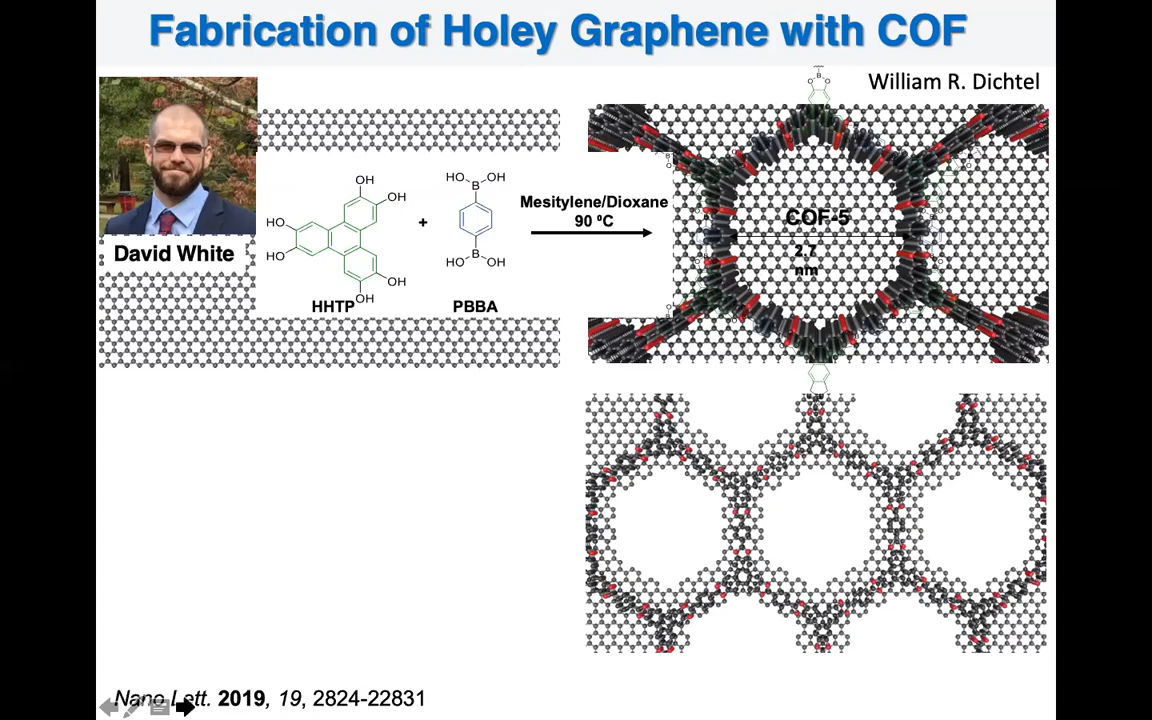 Fabrication of Holey Graphene with COF
William R. Dichtel
David White
OH
OH
HO
HO
OH
OH
HHTP
+
HO OH
B
B
HO OH
PBBA
Mesitylene/Dioxane
90 ºC
B
O O
COF-5
2.7
nm
Nano Lett. 2019, 19, 2824-22831